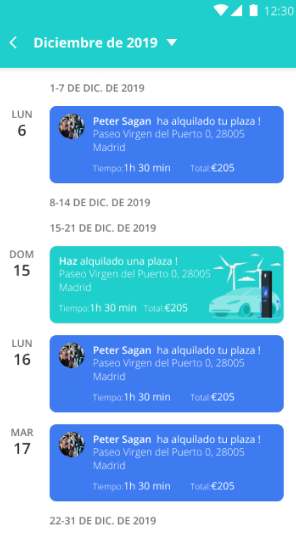 12:30
Diciembre de 2019
1-7 DE DIC. DE 2019
LUN
6
Peter Sagan ha alquilado tu plaza !
Paseo Virgen del Puerto 0, 28005
Madrid
Tiempo:1h 30 min Total:€205
8-14 DE DIC. DE 2019
15-21 DE DIC. DE 2019
DOM
15
Haz alquilado una plaza !
Paseo Virgen del Puerto 0, 28005
Madrid
Tiempo:1h 30 min Total:€205
LUN
16
Peter Sagan ha alquilado tu plaza !
Paseo Virgen del Puerto 0, 28005
Madrid
Tiempo:1h 30 min Total:€205
MAR
17
Peter Sagan ha alquilado tu plaza !
Paseo Virgen del Puerto 0, 28005
Madrid
Tiempo:1h 30 min Total:€205
22-31 DE DIC. DE 2019